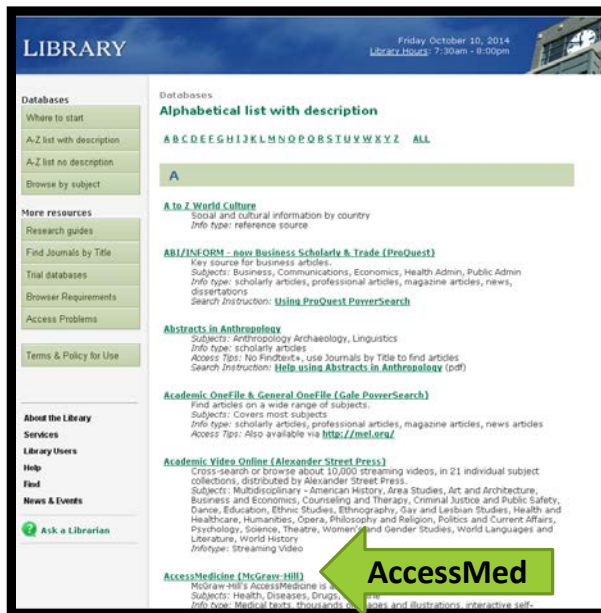 LIBRARY
Friday October 10, 2014
Library Hours: 7:30am - 8:00pm
Databases
Where to start
A-Z list with description
A-Z list no description
Browse by subject
More resources
Research guides
Find Journals by Title
Trial databases
Browser Requirements
Access Problems
Terms & Policy for Use
About the Library
Services
Library Users
Help
Find
News & Events
Ask a Librarian
Databases
Alphabetical list with description
A B C D E F G H I J K L M N O P Q R S T U V W X Y Z ALL
A
A to Z World Culture
Social and cultural information by country
Info type: reference source
ABI/INFORM - now Business Scholarly & Trade (ProQuest)
Key source for business articles.
Subjects: Business, Communications, Economics, Health Admin, Public Admin
Info type: scholarly articles, professional articles, magazine articles, news,
dissertations
Search Instruction: Using ProQuest PowerSearch
Abstracts in Anthropology
Subjects: Anthropology Archaeology, Linguistics
Info type: scholarly articles
Access Tips: No Findtext+, use Journals by Title to find articles
Search Instruction: Help using Abstracts in Anthropology (pdf)
Academic OneFile & General OneFile (Gale PowerSearch)
Find articles on a wide range of subjects.
Subjects: Covers most subjects
Info type: scholarly articles, professional articles, magazine articles, news articles
Access Tips: Also available via http://mel.org/
Academic Video Online (Alexander Street Press)
Cross-search or browse about 10,000 streaming videos, in 21 individual subject
collections, distributed by Alexander Street Press.
Subjects: Multidisoplinary - American History, Area Studies, Art and Architecture,
Business and Economics, Counseling and Therapy, Criminal Justice and Public Safety,
Dance, Education, Ethnic Studies, Ethnography, Gay and Lesbian Studies, Health and
Healthcare, Humanities, Opera, Philosophy and Religion, Politics and Current Affairs,
Psychology, Science, Theatre, Women's and Gender Studies, World Languages and
Literature, World History
Infotype: Streaming Video
AccessMedicine (McGraw-Hill)
McGraw-Hill's AccessMedicine is a
Subjects: Health, Diseases, Drugs,
Info type: Medical texts, thousands of pages and illustrations, interactive self-
AccessMed